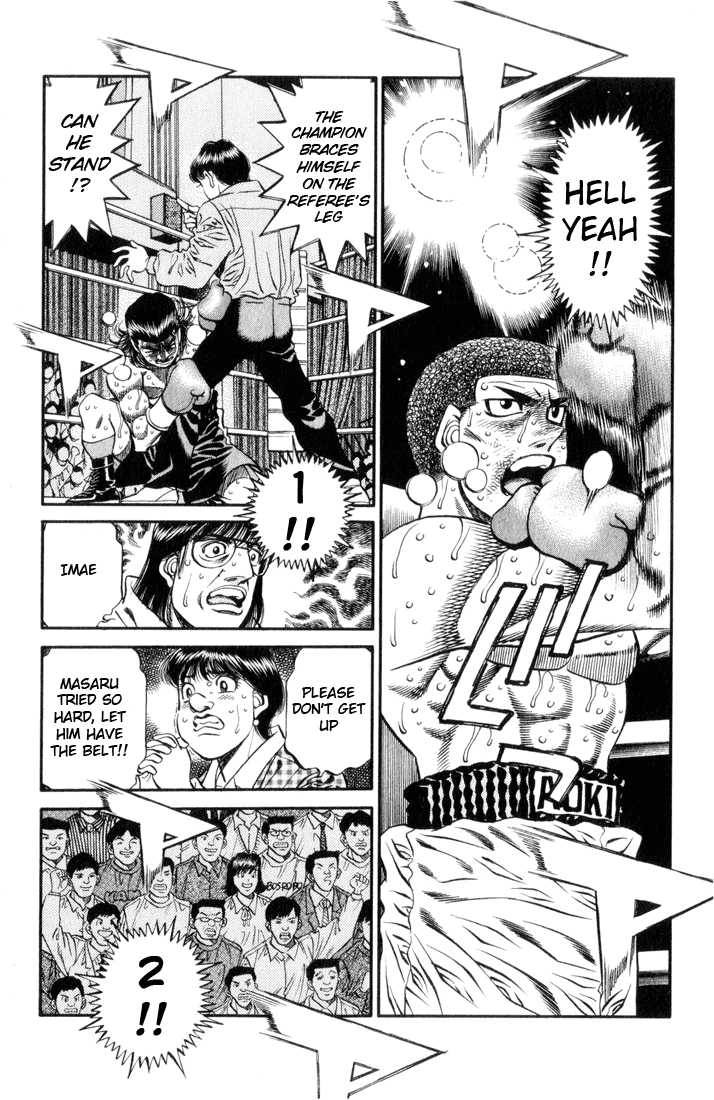 HELL
YEAH
!!
AOKI
THE
CHAMPION
BRACES
HIMSELF
ON THE
REFEREE'S
LEG
CAN
HE
STAND
!?
1
!!
IMAE
PLEASE
DON'T GET
UP
MASARU
TRIED SO
HARD, LET
HIM HAVE
THE BELT!!
2
!!